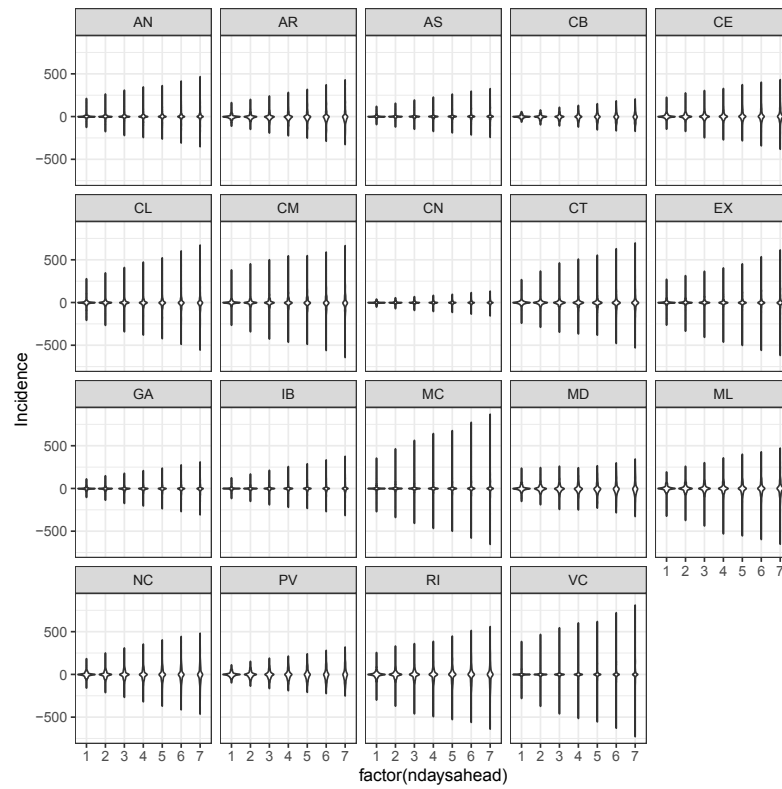 AN AR AS CB CE
500
0
−500
CL CM CN CT EX
500
0
−500
Incidence
GA IB MC MD ML
500
0
−500
1 2 3 4 5 6 7
NC PV RI VC
500
0
−500
1 2 3 4 5 6 7 1 2 3 4 5 6 7 1 2 3 4 5 6 7 1 2 3 4 5 6 7
factor(ndaysahead)